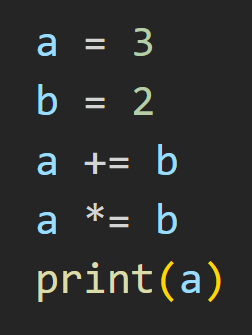 a = 3
b = 2
a += b
a *= b
print(a)